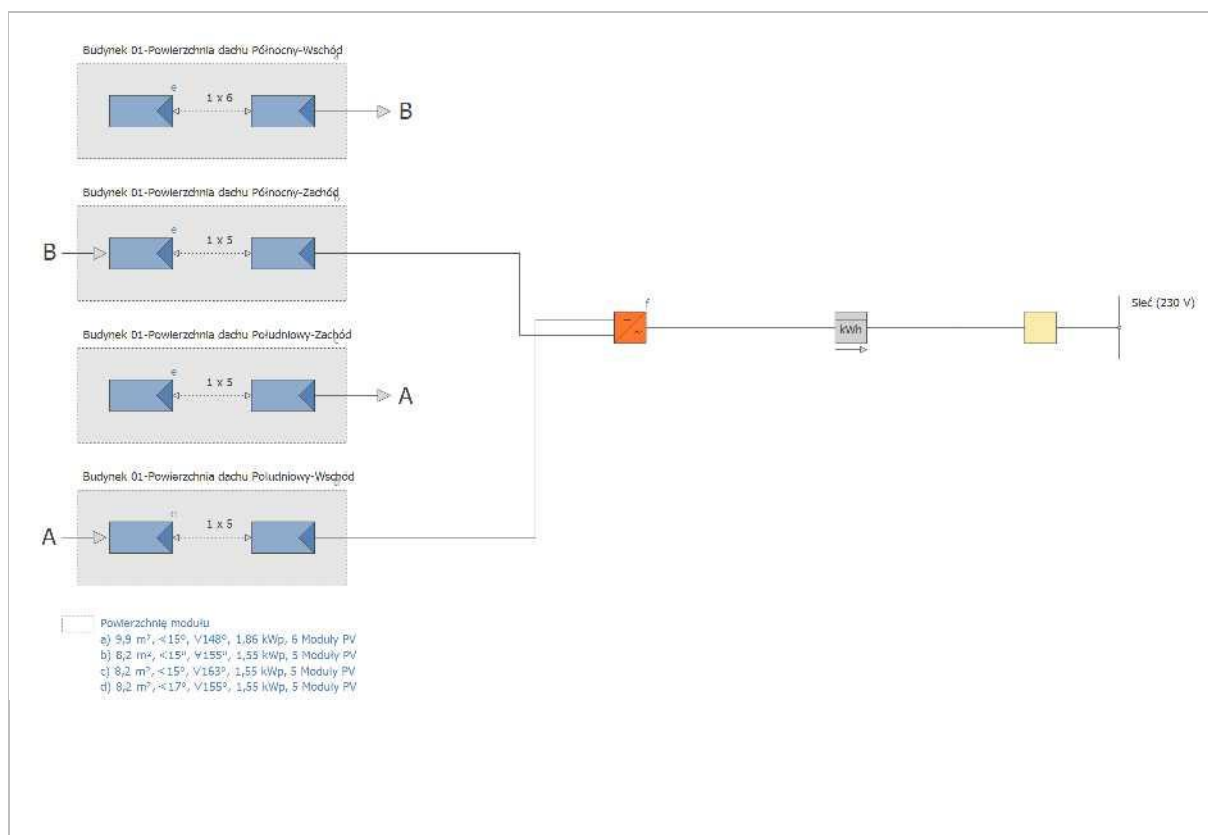 Budynek 01-Powierzchnia dachu Północny-Wschód
e
1 x 6
B
Budynek 01-Powierzchnia dachu Północny-Zachód
b
e
B
1 x 5
f
Sieć (230 V)
kWh
Budynek 01-Powierzchnia dachu Południowy-Zachód
e
1 x 5
A
Budynek 01-Powierzchnia dachu Południowy-Wschód
A
1 x 5
Powierzchnię modułu
a) 9,9 m², <15°, V148°, 1,86 kWp, 6 Moduły PV
b) 8,2 m², <15°, V155°, 1,55 kWp, 5 Moduły PV
c) 8,2 m², <15°, V163°, 1,55 kWp, 5 Moduły PV
d) 8,2 m², <17°, V155°, 1,55 kWp, 5 Moduły PV